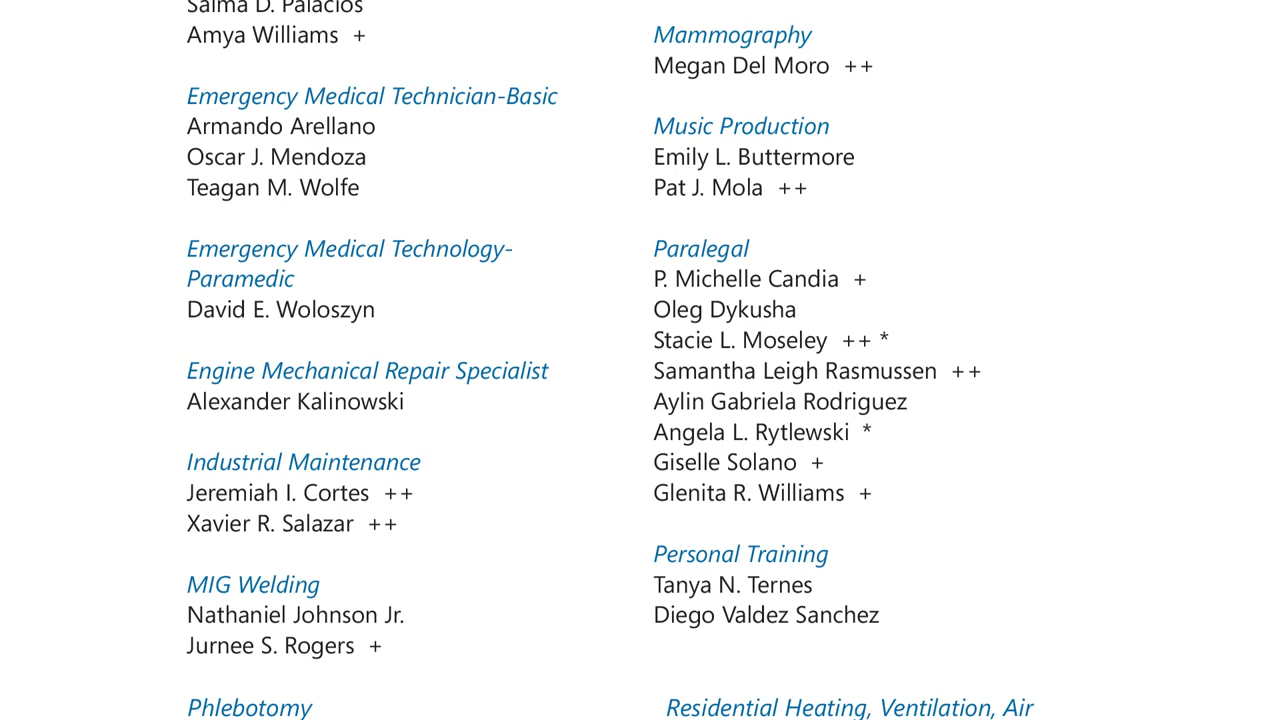 Salma D. Palacios
Amya Williams +
Emergency Medical Technician-Basic
Armando Arellano
Oscar J. Mendoza
Teagan M. Wolfe
Emergency Medical Technology-
Paramedic
David E. Woloszyn
Engine Mechanical Repair Specialist
Alexander Kalinowski
Industrial Maintenance
Jeremiah I. Cortes ++
Xavier R. Salazar ++
MIG Welding
Nathaniel Johnson Jr.
Jurnee S. Rogers +
Phlebotomy
Mammography
Megan Del Moro ++
Music Production
Emily L. Buttermore
Pat J. Mola ++
Paralegal
P. Michelle Candia +
Oleg Dykusha
Stacie L. Moseley ++ *
Samantha Leigh Rasmussen ++
Aylin Gabriela Rodriguez
Angela L. Rytlewski *
Giselle Solano +
Glenita R. Williams +
Personal Training
Tanya N. Ternes
Diego Valdez Sanchez
Residential Heating, Ventilation, Air